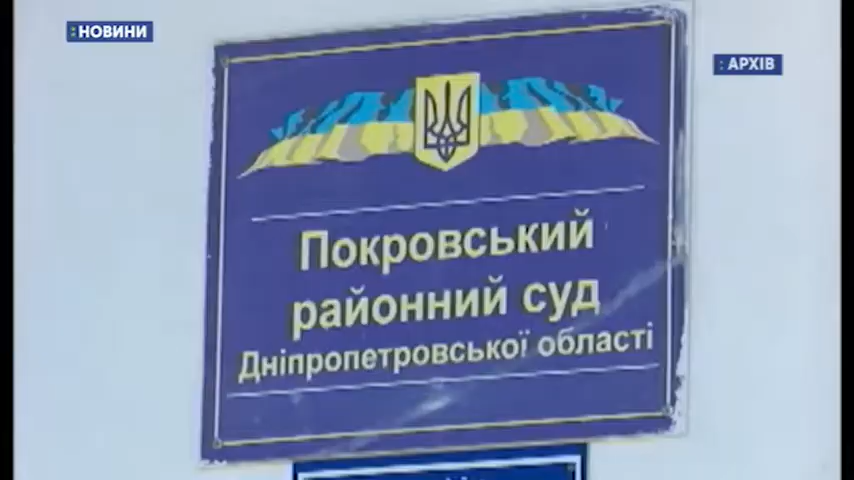 :НОВИНИ
:АРХІВ
Покровський
районний суд
Дніпропетровської області